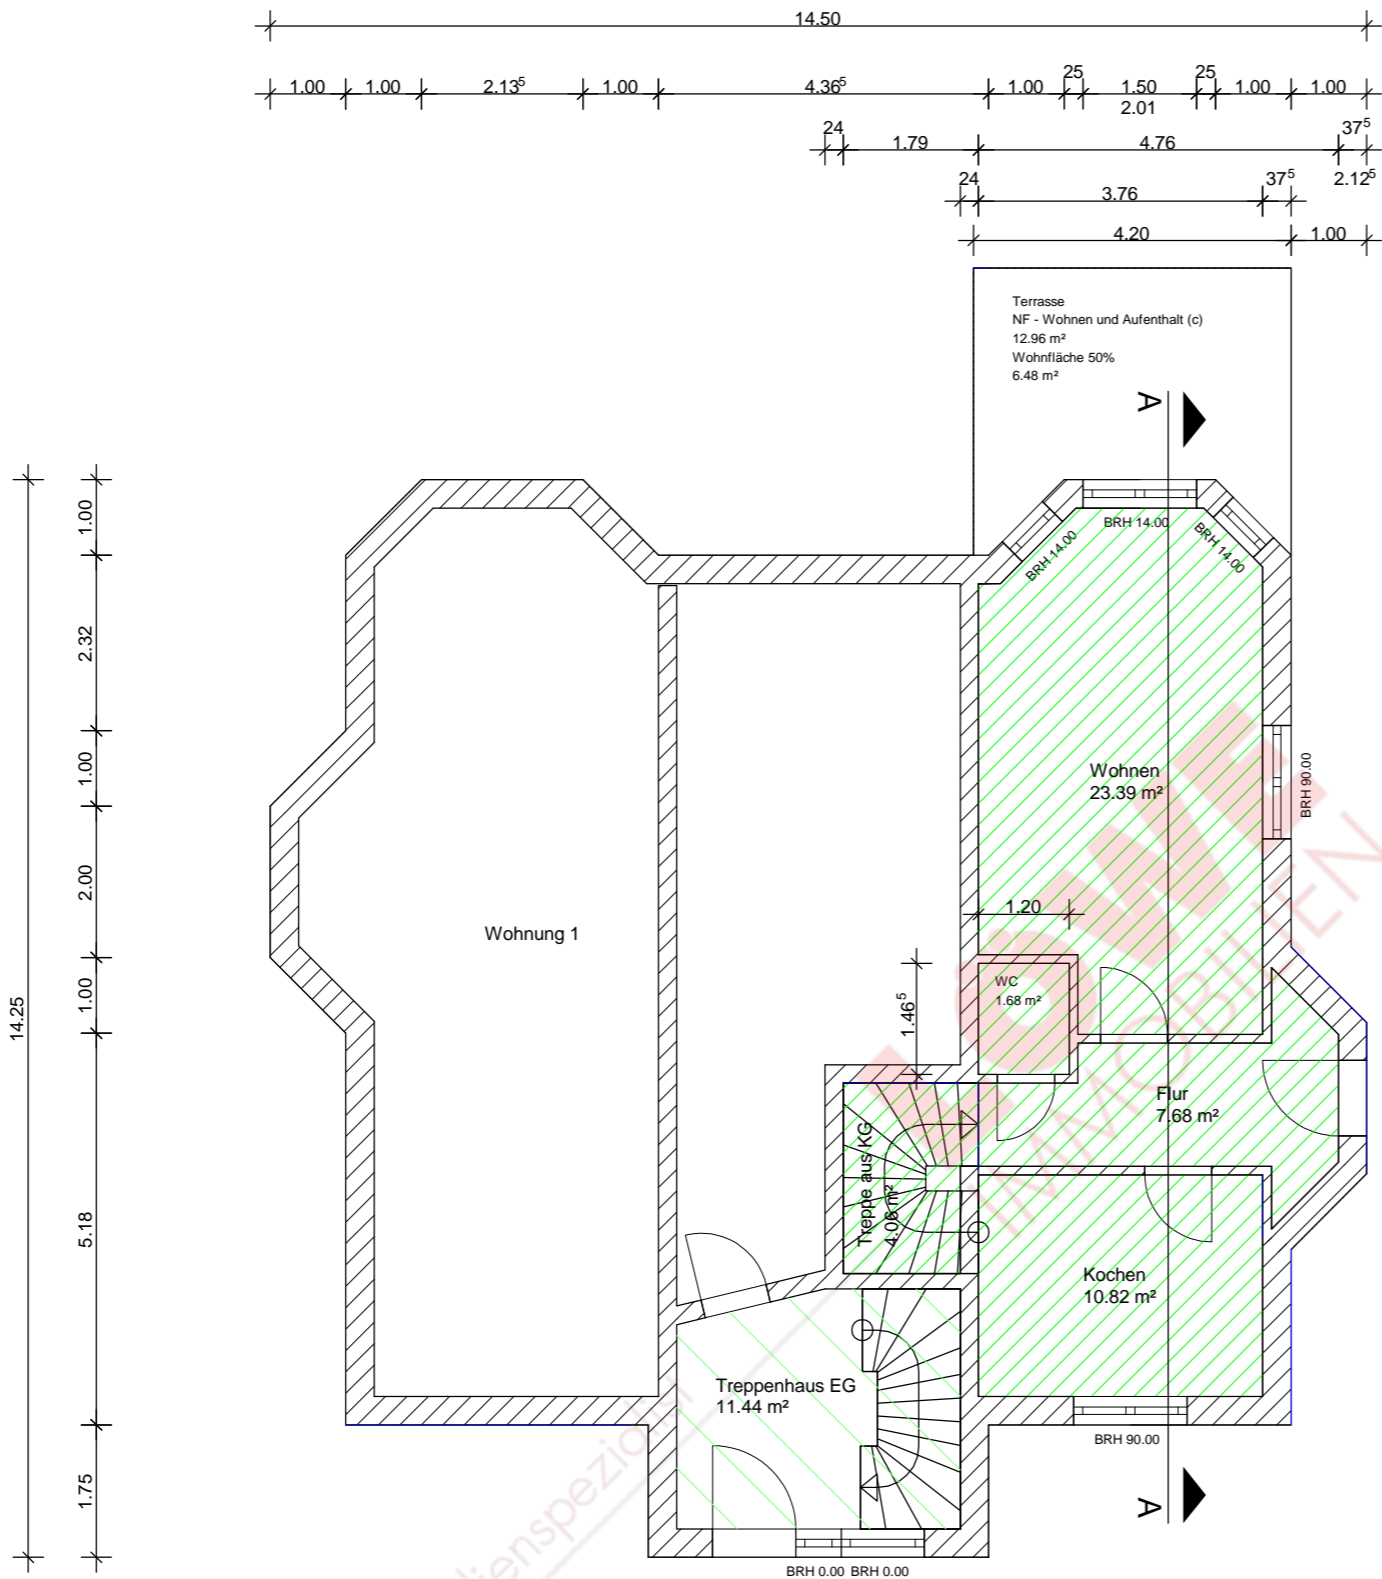 14.50
1.00 1.00 2.13⁵ 1.00 4.36⁵ 1.00 25 1.50 25 1.00 1.00
2.01
24 1.79 4.76 37⁵
24 3.76 37⁵ 2.12⁵
4.20 1.00
Terrasse
NF - Wohnen und Aufenthalt (c)
12.96 m²
Wohnfläche 50%
6.48 m²
A
14.25
1.00
2.32
1.00
2.00
1.00
5.18
1.75
BRH 14.00
BRH 14.00
BRH 14.00
Wohnen
23.39 m²
BRH 90.00
Wohnung 1
1.20
1.46⁵
WC
1.68 m²
Flur
7.68 m²
Treppe aus KG
4.06 m²
Kochen
10.82 m²
Treppenhaus EG
11.44 m²
BRH 90.00
A
BRH 0.00 BRH 0.00
LÖWE
IMMOBILIEN